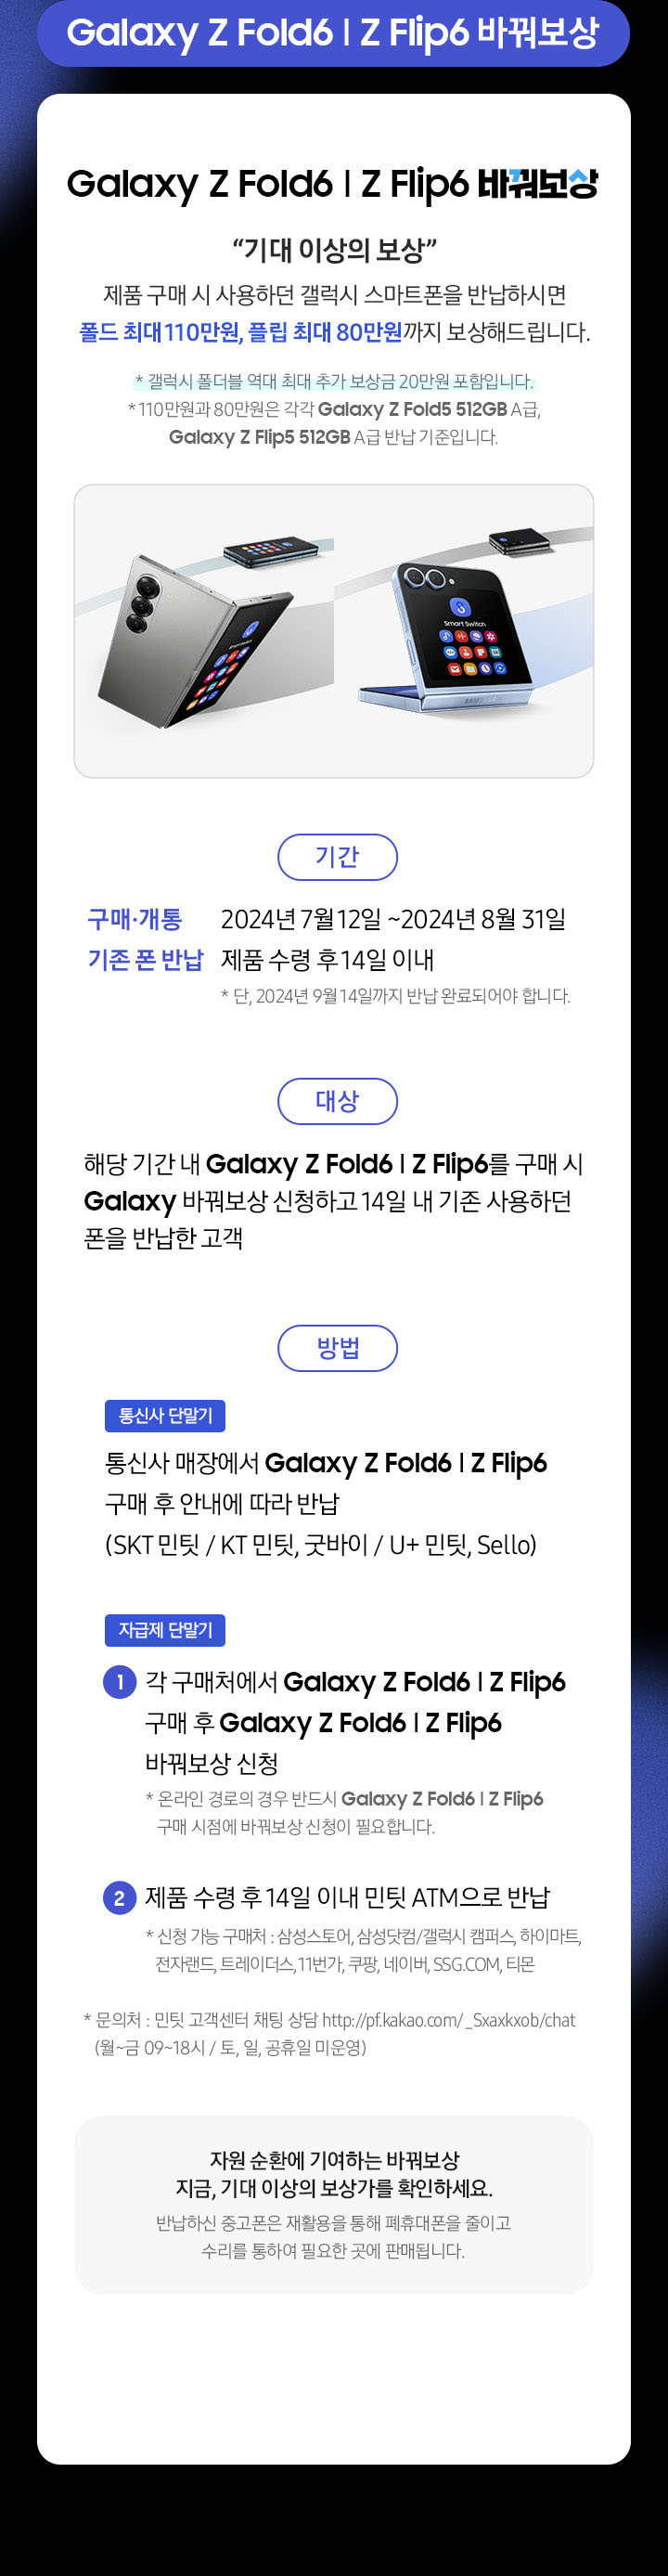 Galaxy Z Fold6 | Z Flip6 바꿔보상
Galaxy Z Fold6 | Z Flip6 바꿔보상
“기대 이상의 보상”
제품 구매 시 사용하던 갤럭시 스마트폰을 반납하시면
폴드 최대 110만원, 플립 최대 80만원까지 보상해드립니다.
* 갤럭시 폴더블 역대 최대 추가 보상금 20만원 포함입니다.
* 110만원과 80만원은 각각 Galaxy Z Fold5 512GB A급,
Galaxy Z Flip5 512GB A급 반납 기준입니다.
Smart Switch
Smart Switch
SAMSUNG
기간
구매·개통 2024년 7월 12일 ~2024년 8월 31일
기존 폰 반납 제품 수령 후 14일 이내
* 단, 2024년 9월 14일까지 반납 완료되어야 합니다.
대상
해당 기간 내 Galaxy Z Fold6 | Z Flip6를 구매 시
Galaxy 바꿔보상 신청하고 14일 내 기존 사용하던
폰을 반납한 고객
방법
통신사 단말기
통신사 매장에서 Galaxy Z Fold6 | Z Flip6
구매 후 안내에 따라 반납
(SKT 민팃 / KT 민팃, 굿바이 / U+ 민팃, Sello)
자급제 단말기
1 각 구매처에서 Galaxy Z Fold6 | Z Flip6
구매 후 Galaxy Z Fold6 | Z Flip6
바꿔보상 신청
* 온라인 경로의 경우 반드시 Galaxy Z Fold6 | Z Flip6
구매 시점에 바꿔보상 신청이 필요합니다.
2 제품 수령 후 14일 이내 민팃 ATM으로 반납
* 신청 가능 구매처 : 삼성스토어, 삼성닷컴/갤럭시 캠퍼스, 하이마트,
전자랜드, 트레이더스, 11번가, 쿠팡, 네이버, SSG.COM, 티몬
* 문의처 : 민팃 고객센터 채팅 상담 http://pf.kakao.com/_Sxaxkxob/chat
(월~금 09~18시 / 토, 일, 공휴일 미운영)
자원 순환에 기여하는 바꿔보상
지금, 기대 이상의 보상가를 확인하세요.
반납하신 중고폰은 재활용을 통해 폐휴대폰을 줄이고
수리를 통하여 필요한 곳에 판매됩니다.